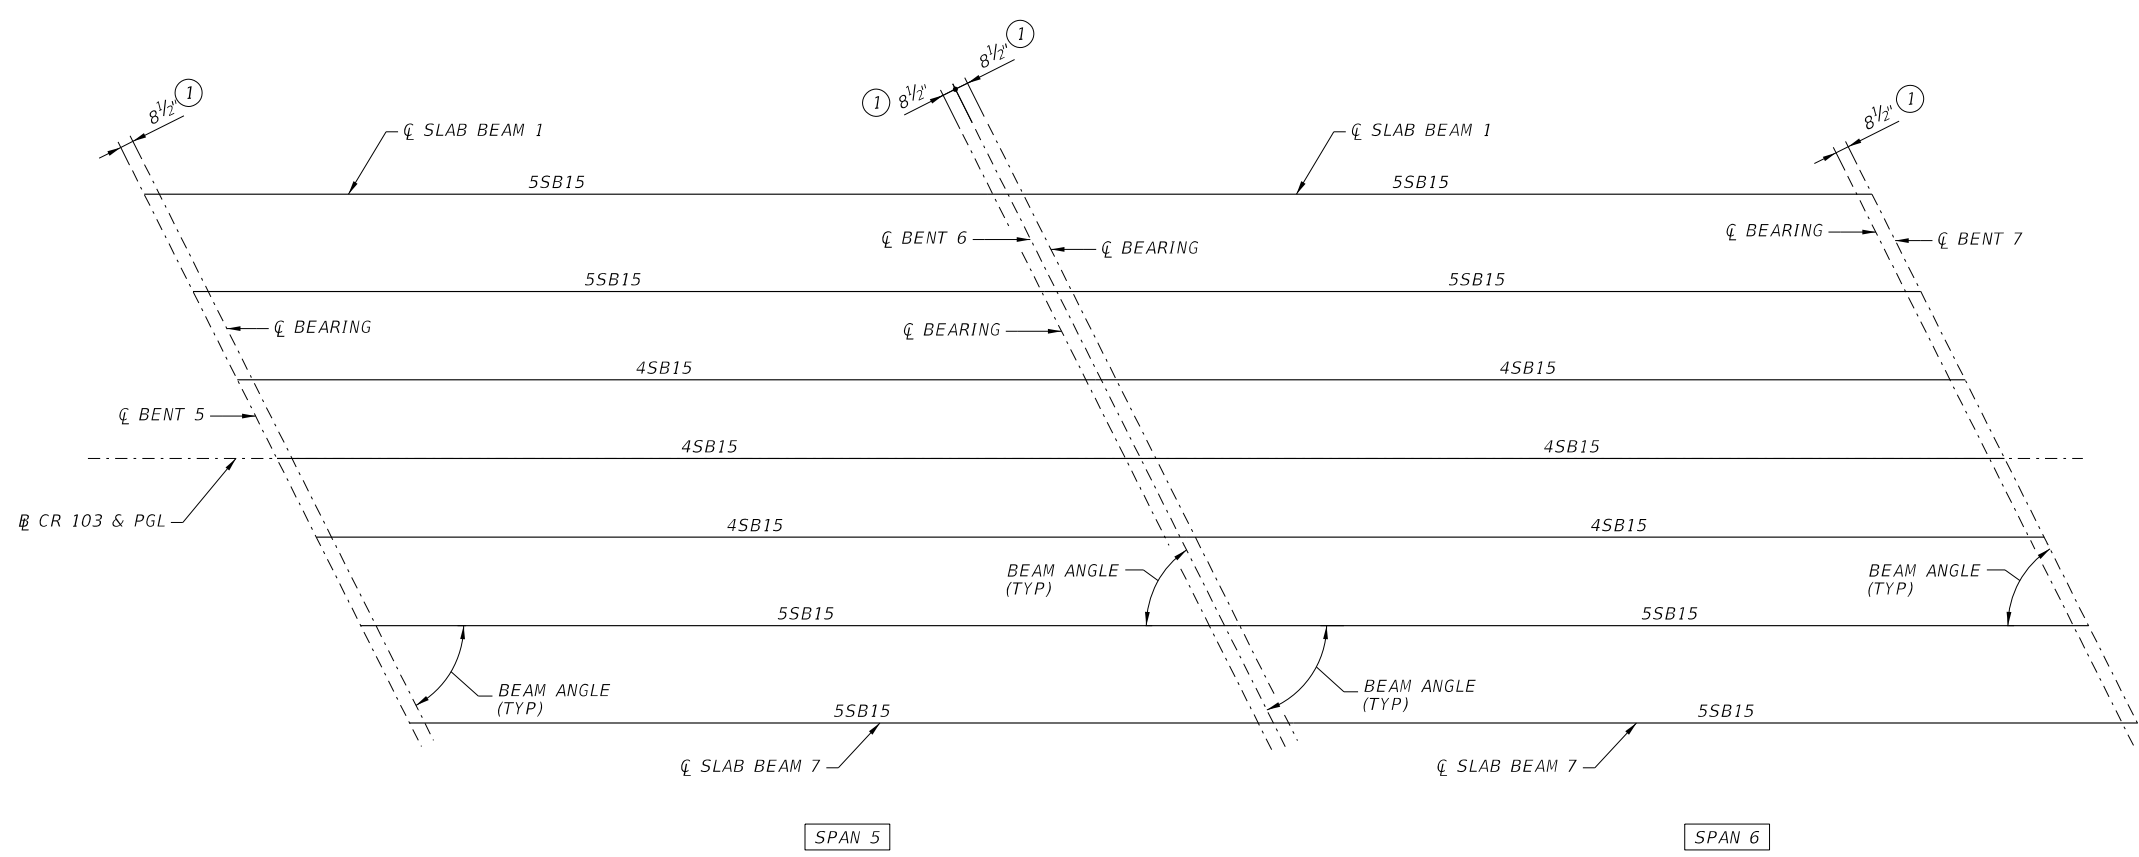 8½" 1
1 8½" 8½" 1
8½" 1
℄ SLAB BEAM 1
℄ SLAB BEAM 1
5SB15
5SB15
℄ BENT 6
℄ BEARING
℄ BEARING
℄ BENT 7
5SB15
5SB15
℄ BEARING
℄ BEARING
4SB15
4SB15
℄ BENT 5
4SB15
4SB15
CR 103 & PGL
4SB15
4SB15
BEAM ANGLE
(TYP)
BEAM ANGLE
(TYP)
5SB15
5SB15
BEAM ANGLE
(TYP)
BEAM ANGLE
(TYP)
5SB15
5SB15
℄ SLAB BEAM 7
℄ SLAB BEAM 7
SPAN 5
SPAN 6